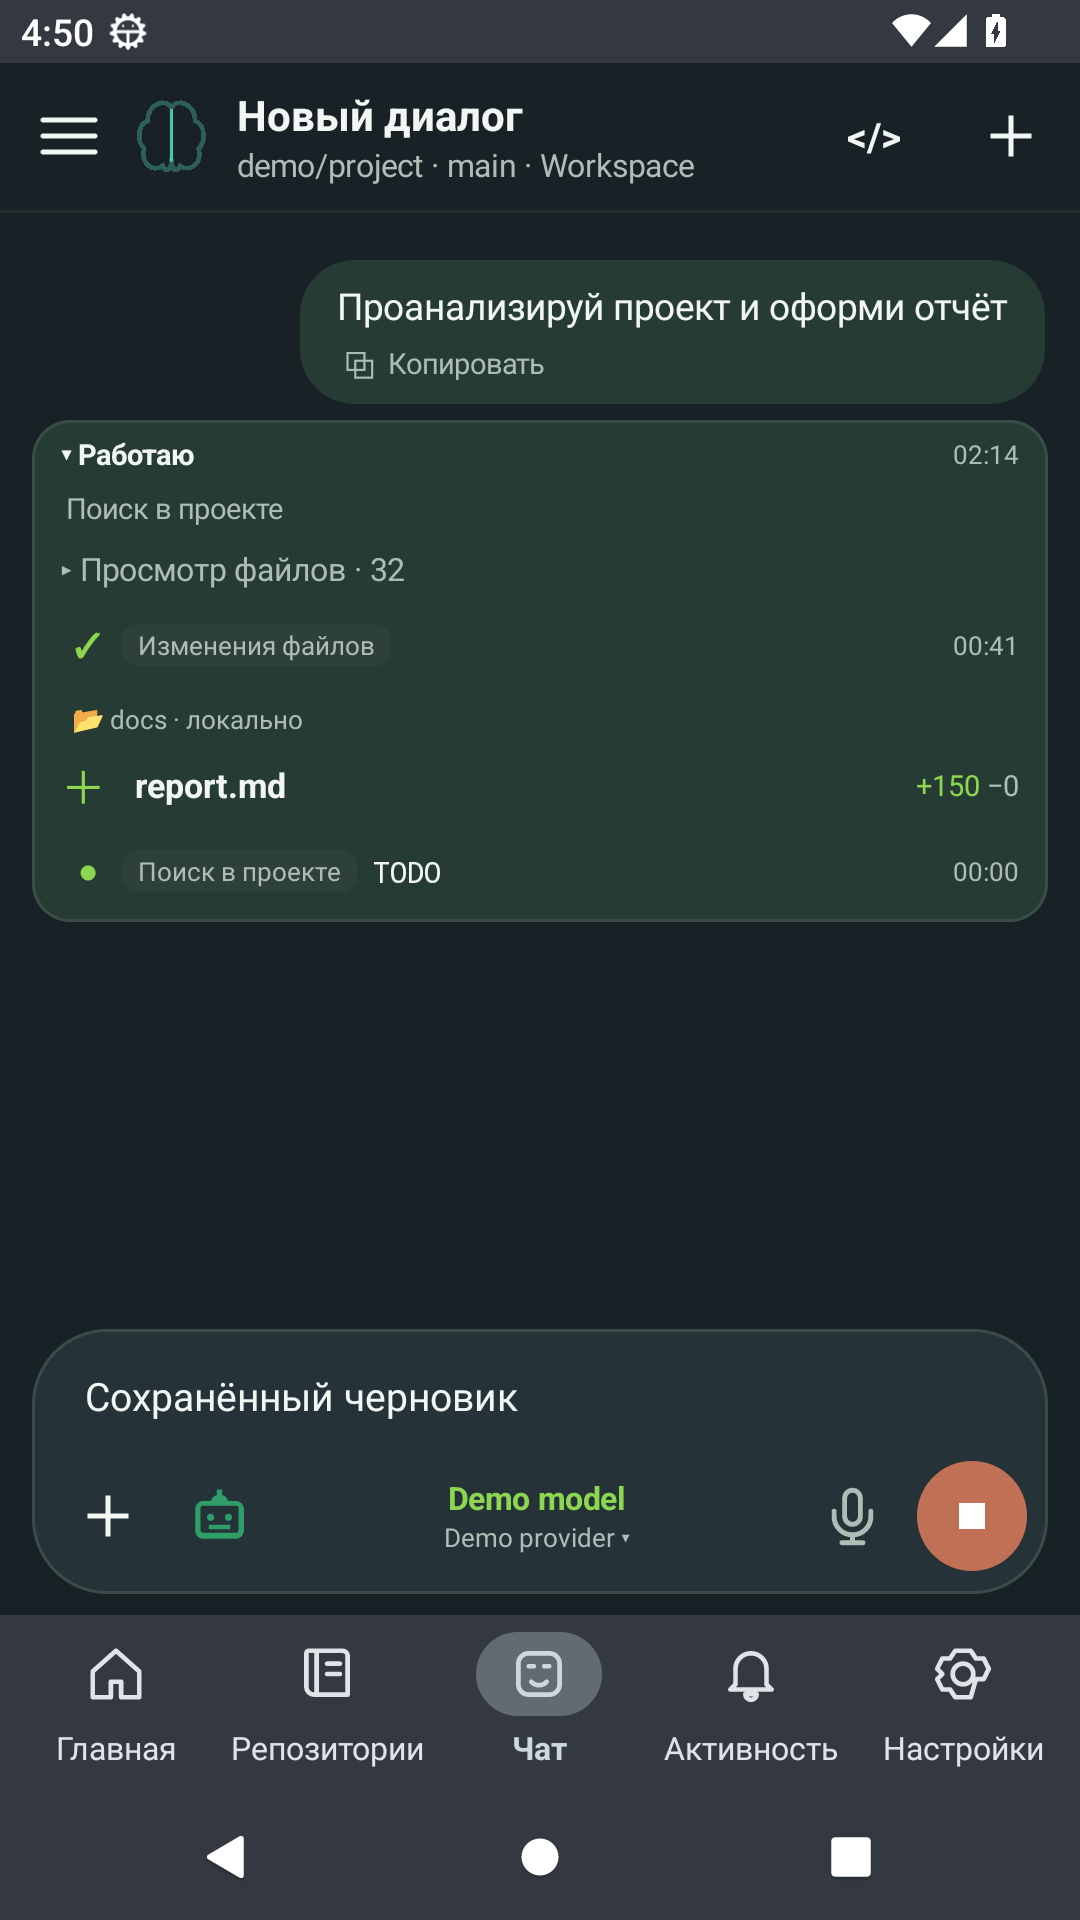 4:50
Новый диалог
demo/project · main · Workspace
</>
Проанализируй проект и оформи отчёт
Копировать
▾ Работаю 02:14
Поиск в проекте
▸ Просмотр файлов · 32
✓ Изменения файлов 00:41
📂 docs · локально
+ report.md +150 −0
● Поиск в проекте TODO 00:00
Сохранённый черновик
Demo model
Demo provider ▾
Главная Репозитории Чат Активность Настройки